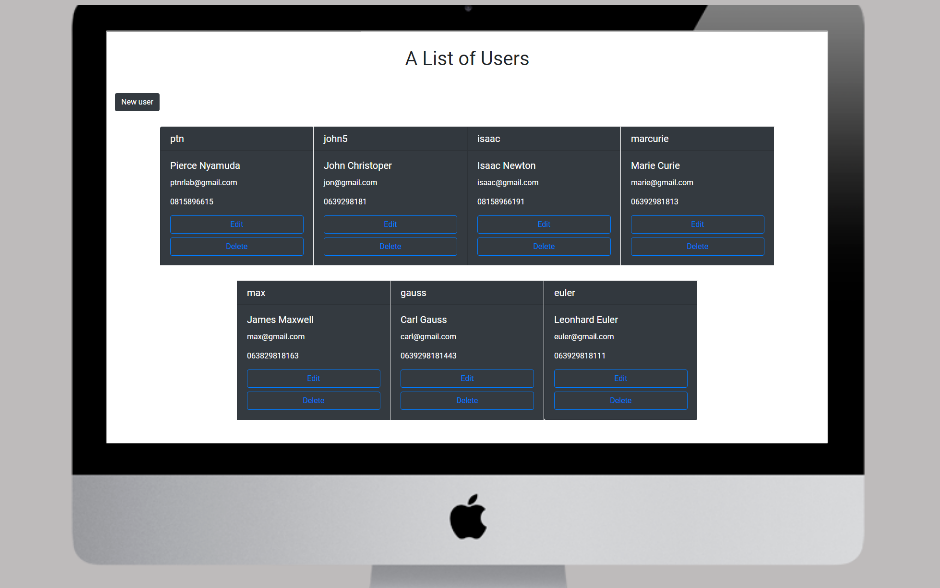 A List of Users
New user
ptn
Pierce Nyamuda
ptnrlab@gmail.com
0815896615
Edit
Delete
john5
John Christoper
jon@gmail.com
0639298181
Edit
Delete
isaac
Isaac Newton
isaac@gmail.com
08158966191
Edit
Delete
marcurie
Marie Curie
marie@gmail.com
06392981813
Edit
Delete
max
James Maxwell
max@gmail.com
063829818163
Edit
Delete
gauss
Carl Gauss
carl@gmail.com
0639298181443
Edit
Delete
euler
Leonhard Euler
euler@gmail.com
063929818111
Edit
Delete